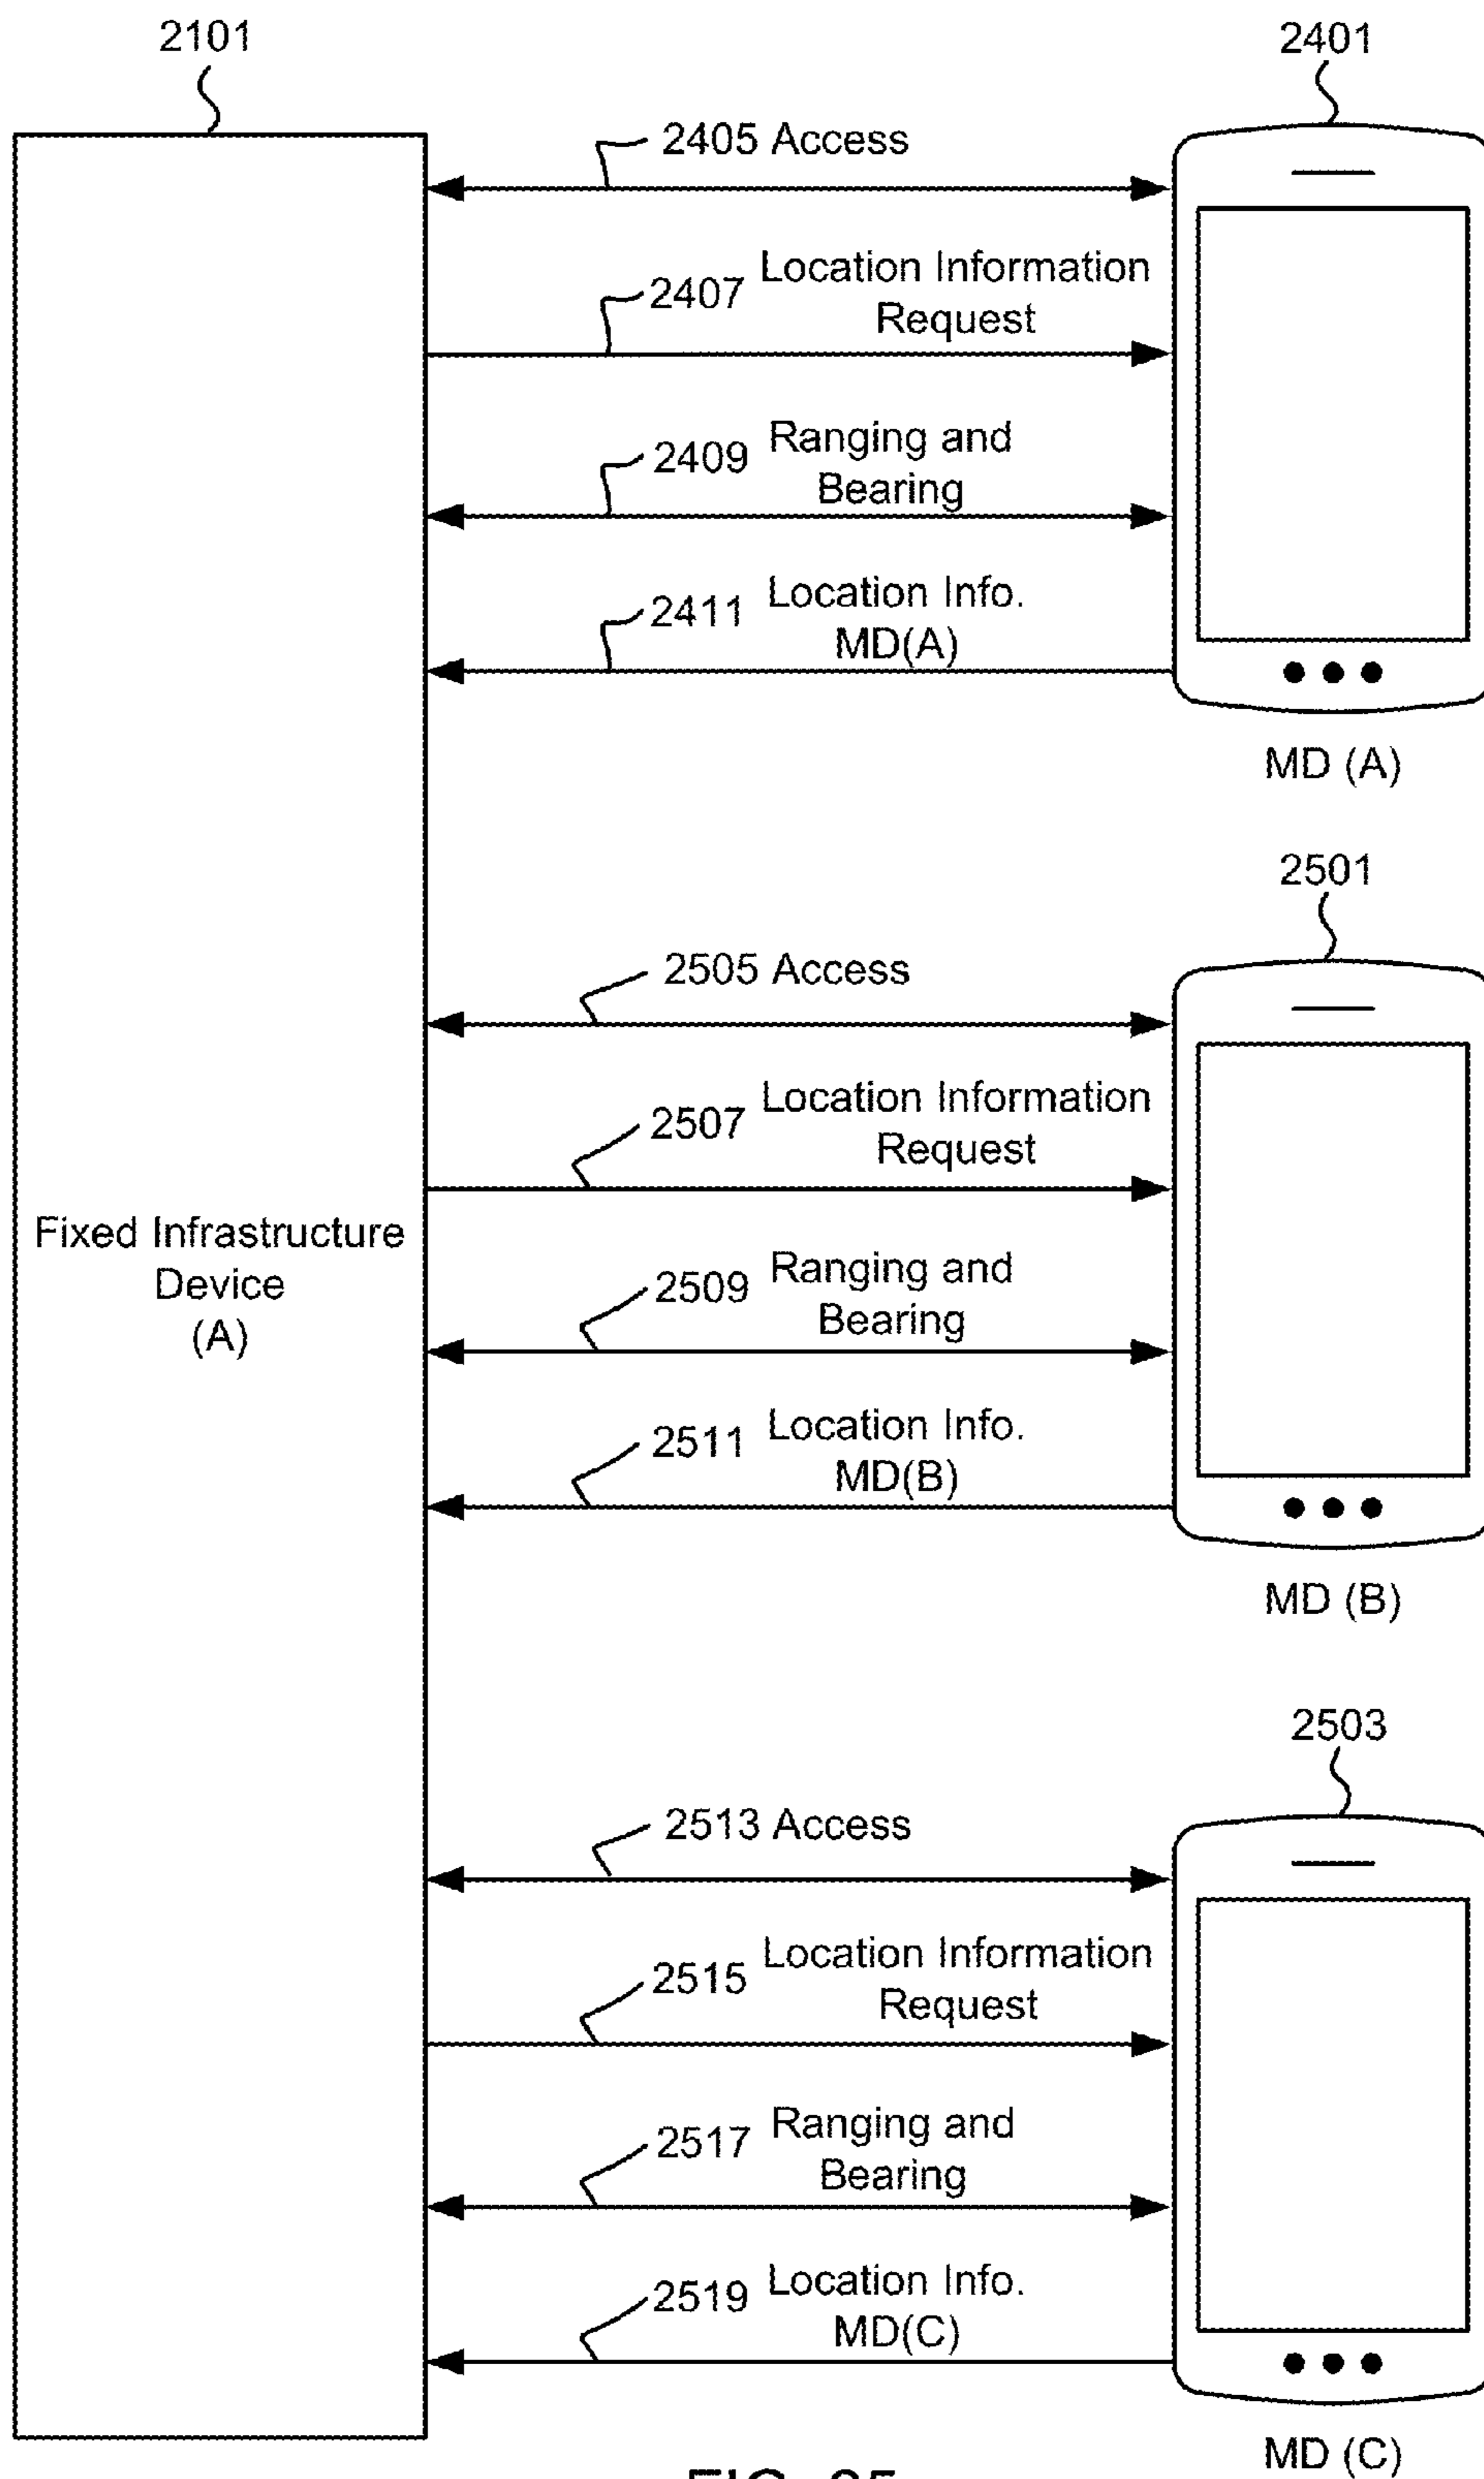 2101
2401
2405 Access
2407 Location Information
Request
2409 Ranging and
Bearing
2411 Location Info.
MD(A)
MD (A)
2501
2505 Access
2507 Location Information
Request
Fixed Infrastructure
Device
(A)
2509 Ranging and
Bearing
2511 Location Info.
MD(B)
MD (B)
2503
2513 Access
2515 Location Information
Request
2517 Ranging and
Bearing
2519 Location Info.
MD(C)
MD (C)